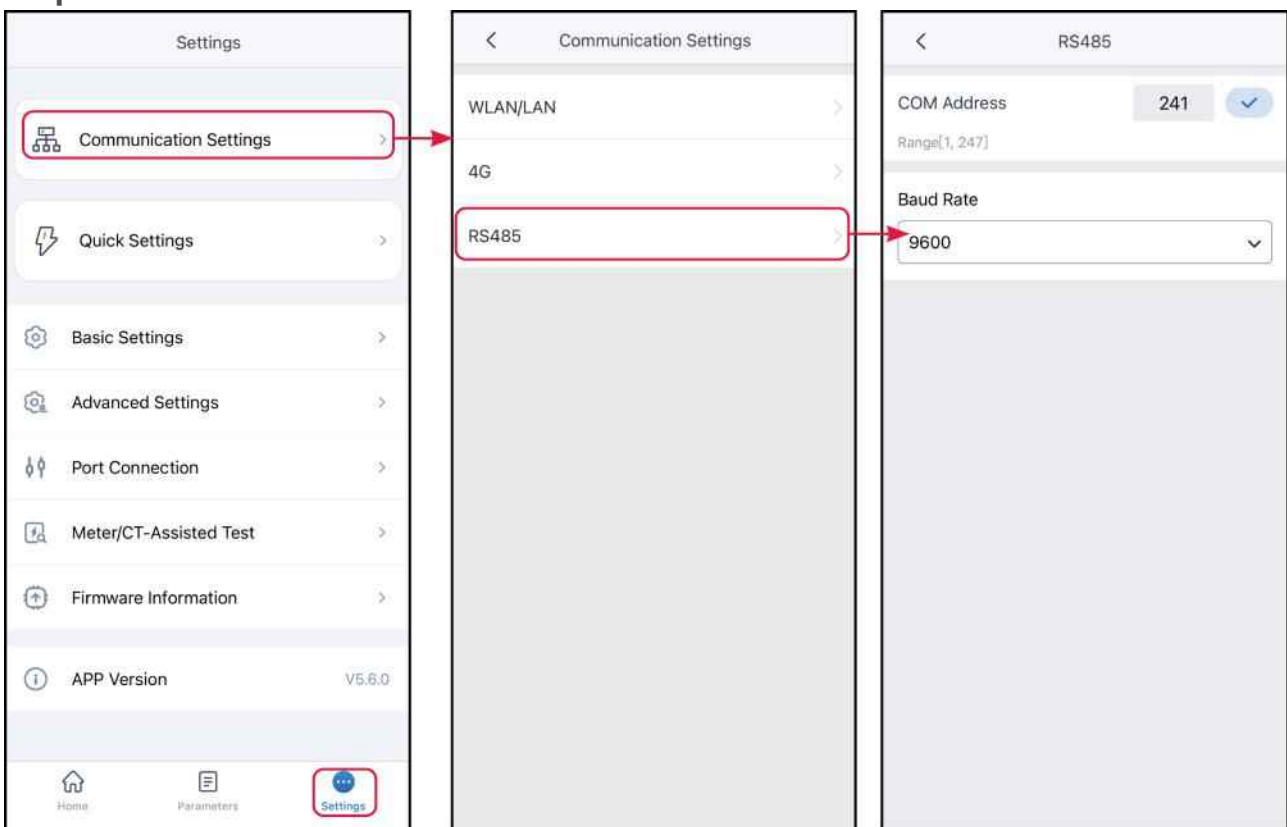 Settings
Communication Settings
Quick Settings
Basic Settings
Advanced Settings
Port Connection
Meter/CT-Assisted Test
Firmware Information
APP Version V5.6.0
Home Parameters Settings
Communication Settings
WLAN/LAN
4G
RS485
RS485
COM Address 241
Range[1, 247]
Baud Rate
9600